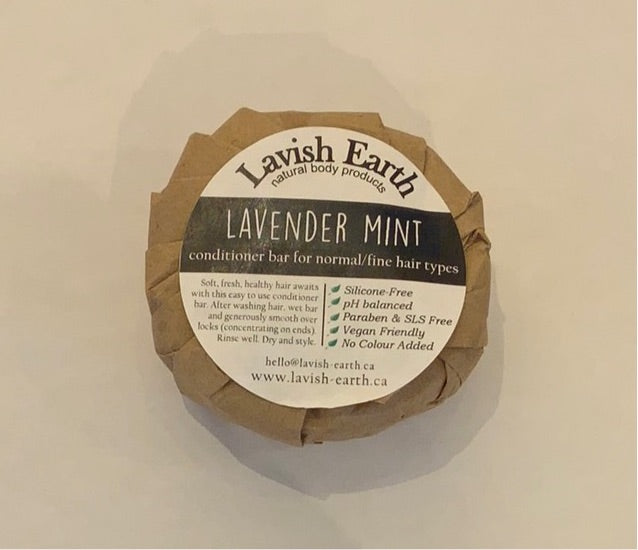 Lavish Earth
natural body products
LAVENDER MINT
conditioner bar for normal/fine hair types
Soft, fresh, healthy hair awaits
with this easy to use conditioner
bar. After washing hair, wet bar
and generously smooth over
locks (concentrating on ends).
Rinse well. Dry and style.
Silicone-Free
pH balanced
Paraben & SLS Free
Vegan Friendly
No Colour Added
hello@lavish-earth.ca
www.lavish-earth.ca